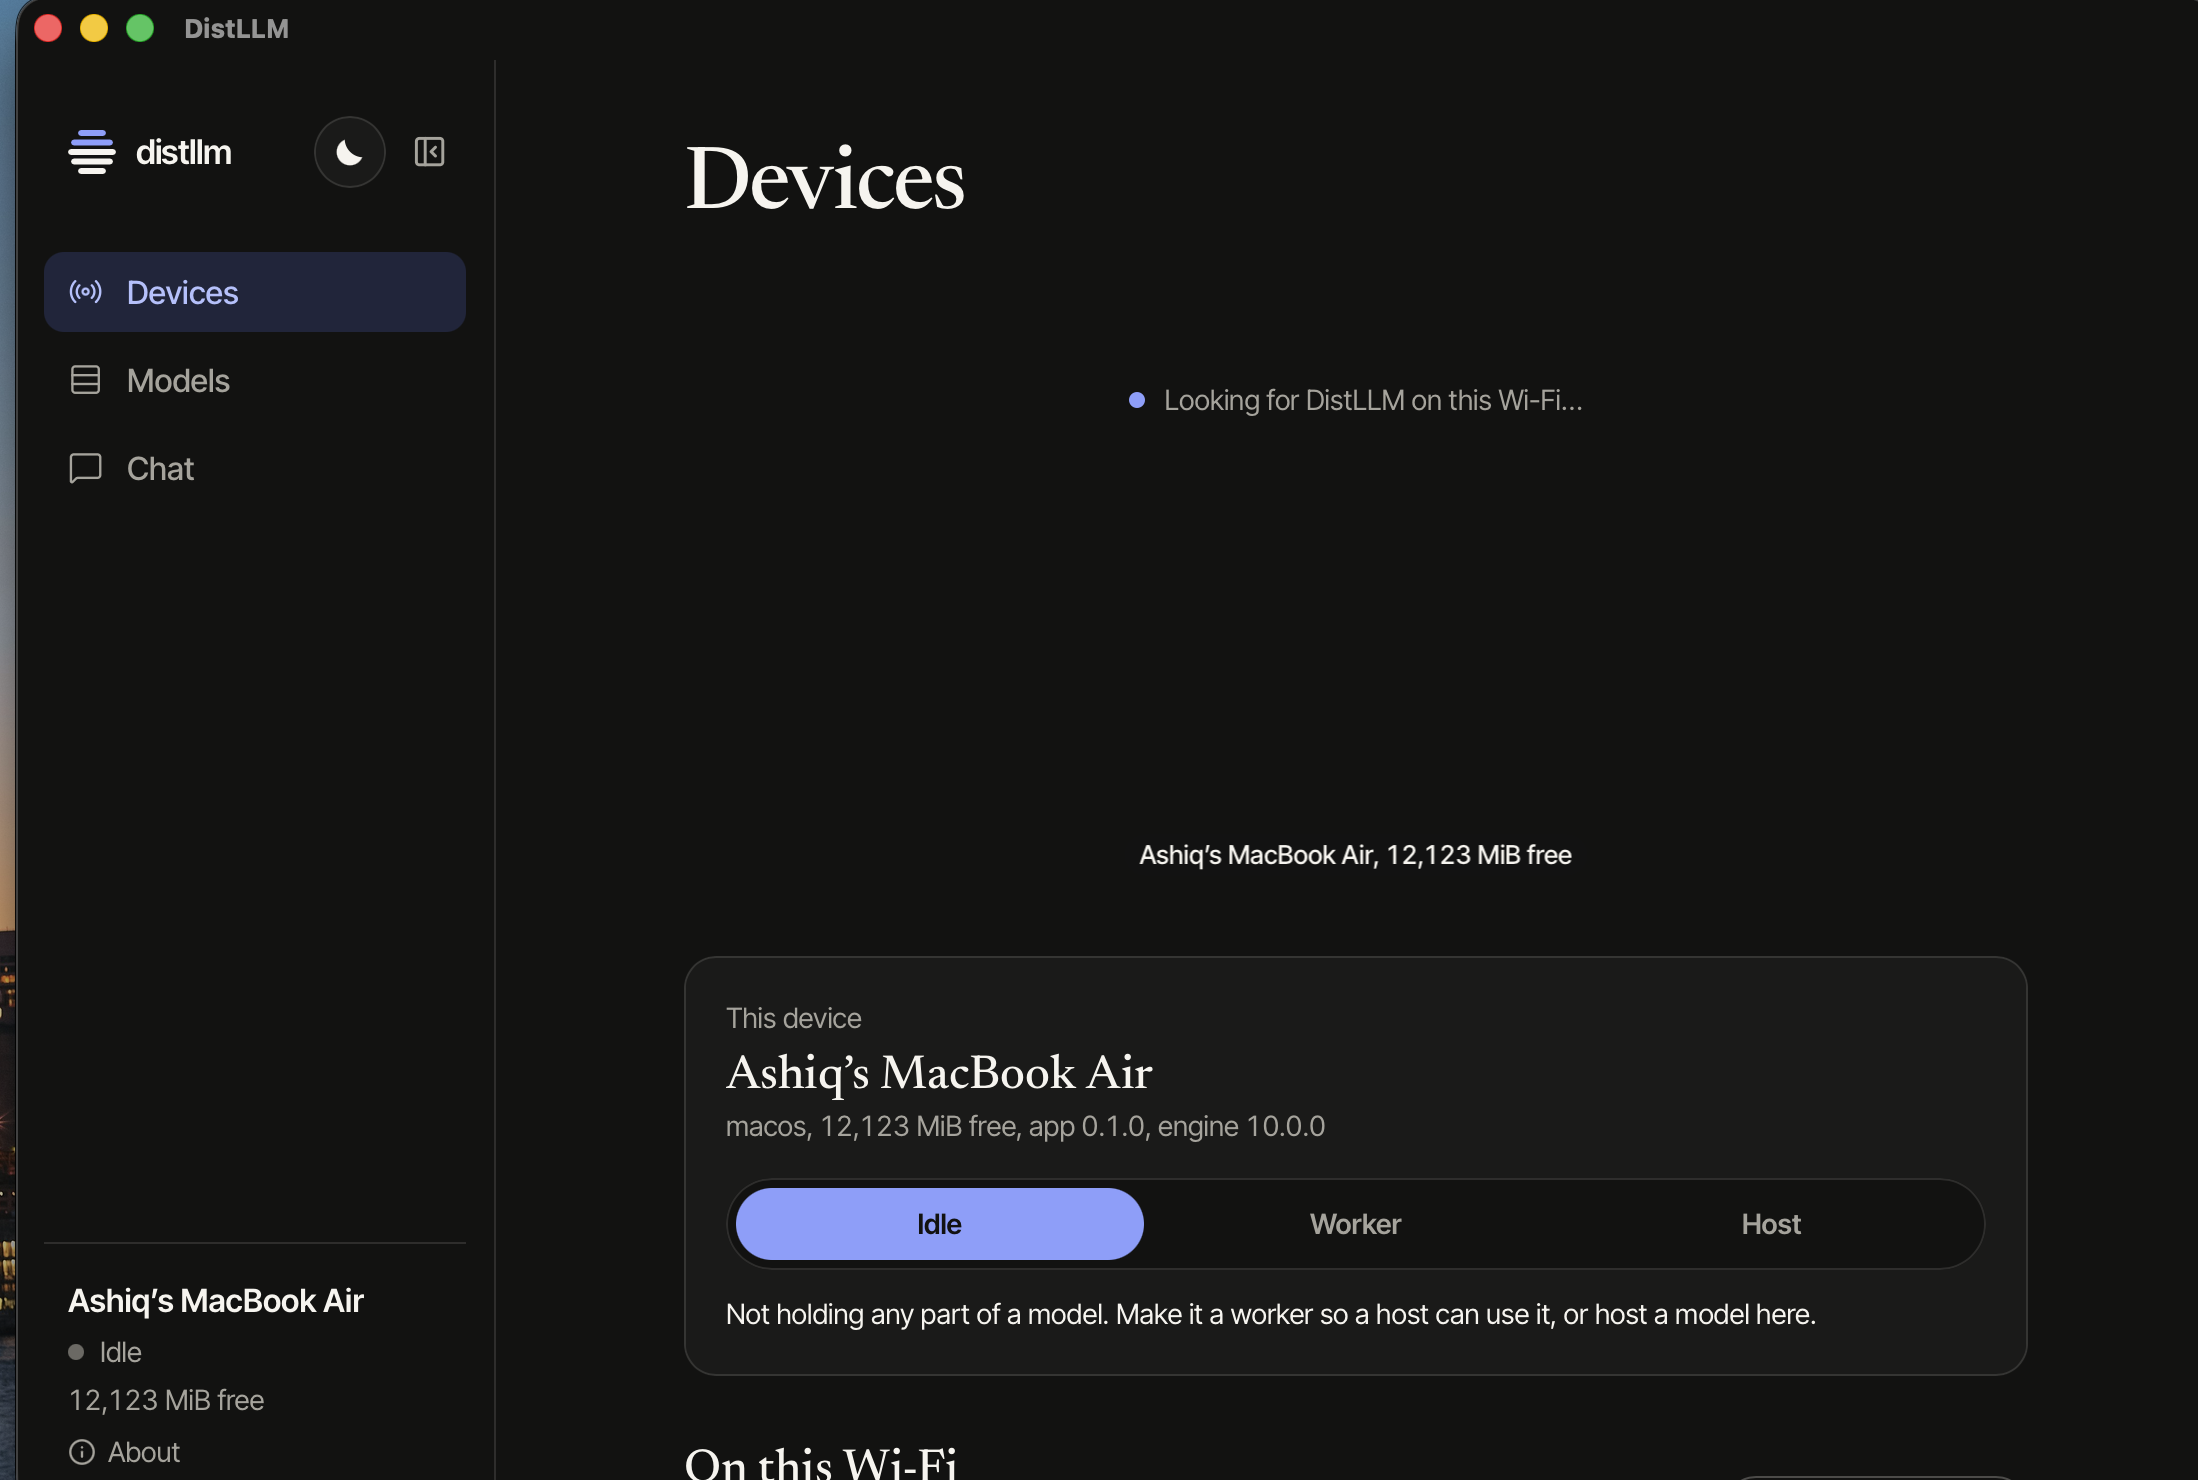 DistLLM
distllm
Devices
Models
Chat
Ashiq’s MacBook Air
Idle
12,123 MiB free
About
Devices
Looking for DistLLM on this Wi-Fi…
Ashiq’s MacBook Air, 12,123 MiB free
This device
Ashiq’s MacBook Air
macos, 12,123 MiB free, app 0.1.0, engine 10.0.0
Idle
Worker
Host
Not holding any part of a model. Make it a worker so a host can use it, or host a model here.
On this Wi-Fi